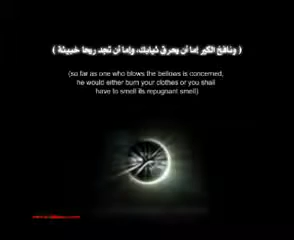 ( ونافخ الكير إما أن يحرق ثيابك، وإما أن تجد ريحا خبيثة )
(so far as one who blows the bellows is concerned,
he would either burn your clothes or you shall
have to smell its repugnant smell)